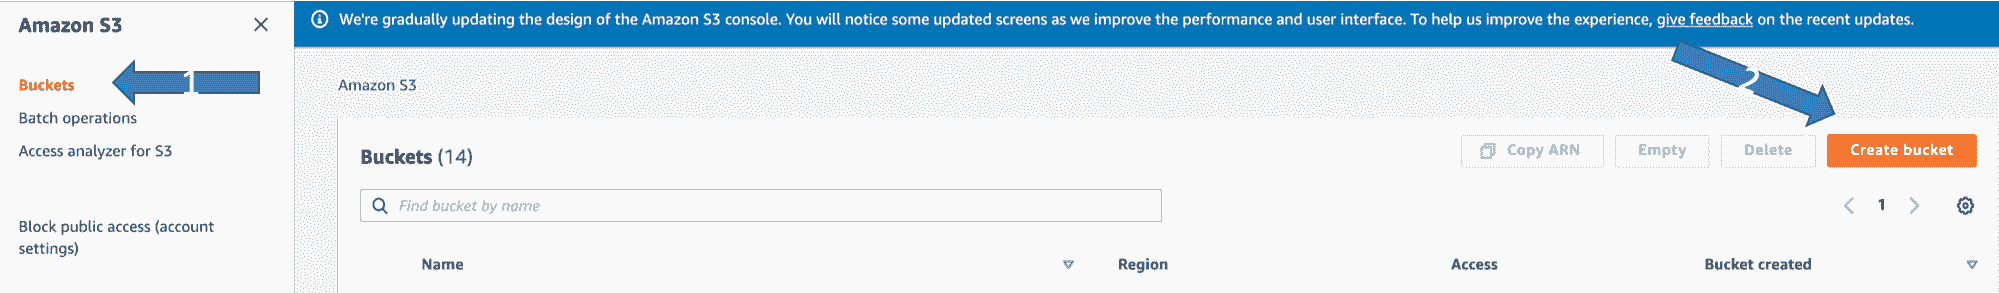 Amazon S3
We're gradually updating the design of the Amazon S3 console. You will notice some updated screens as we improve the performance and user interface. To help us improve the experience, give feedback on the recent updates.
Buckets
1
Batch operations
Access analyzer for S3
Block public access (account
settings)
Amazon S3
2
Buckets (14)
Copy ARN
Empty
Delete
Create bucket
Find bucket by name
1
Name
Region
Access
Bucket created